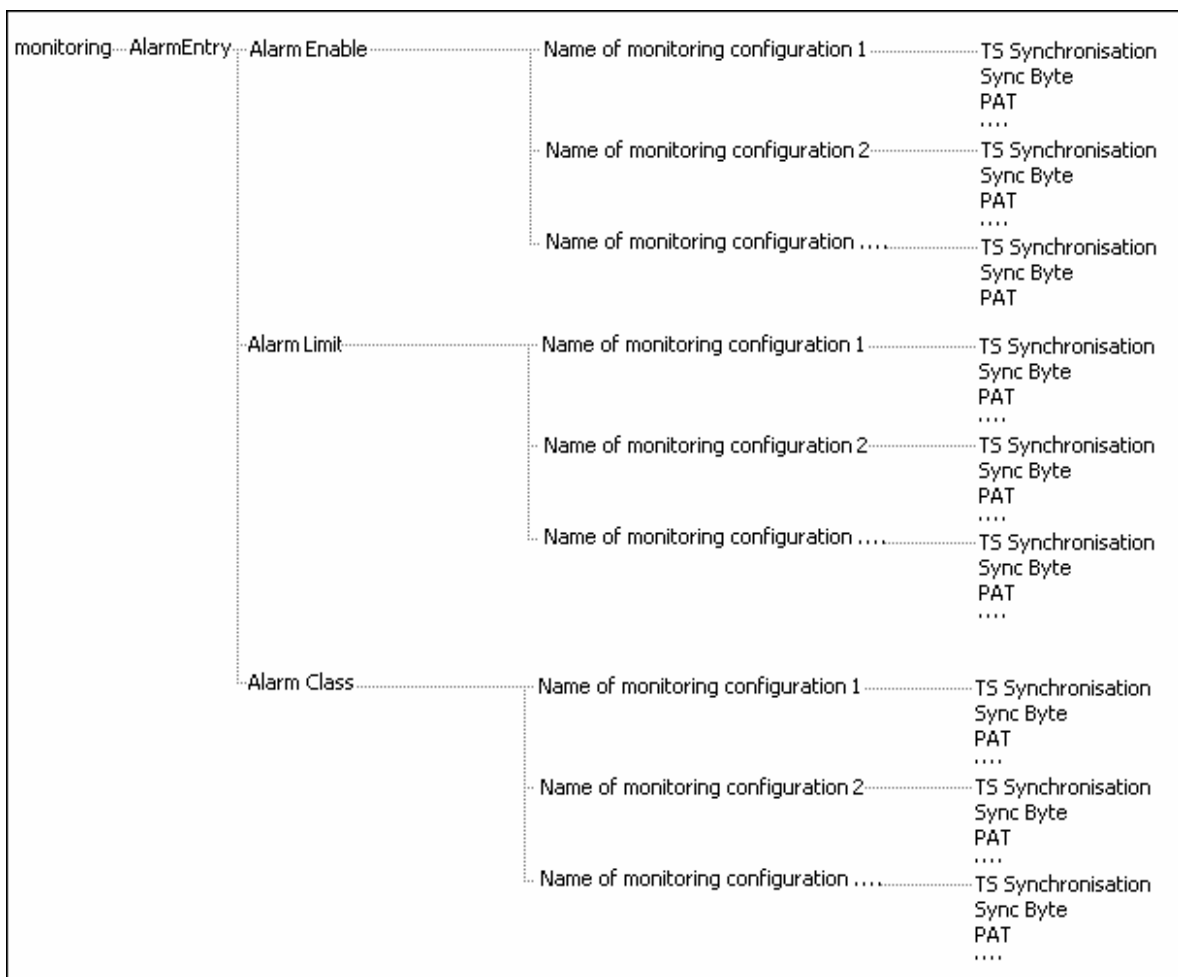 monitoring AlarmEntry Alarm Enable Name of monitoring configuration 1 TS Synchronisation
Sync Byte
PAT
....
Name of monitoring configuration 2 TS Synchronisation
Sync Byte
PAT
....
Name of monitoring configuration .... TS Synchronisation
Sync Byte
PAT
Alarm Limit Name of monitoring configuration 1 TS Synchronisation
Sync Byte
PAT
....
Name of monitoring configuration 2 TS Synchronisation
Sync Byte
PAT
....
Name of monitoring configuration .... TS Synchronisation
Sync Byte
PAT
....
Alarm Class Name of monitoring configuration 1 TS Synchronisation
Sync Byte
PAT
....
Name of monitoring configuration 2 TS Synchronisation
Sync Byte
PAT
....
Name of monitoring configuration .... TS Synchronisation
Sync Byte
PAT
....